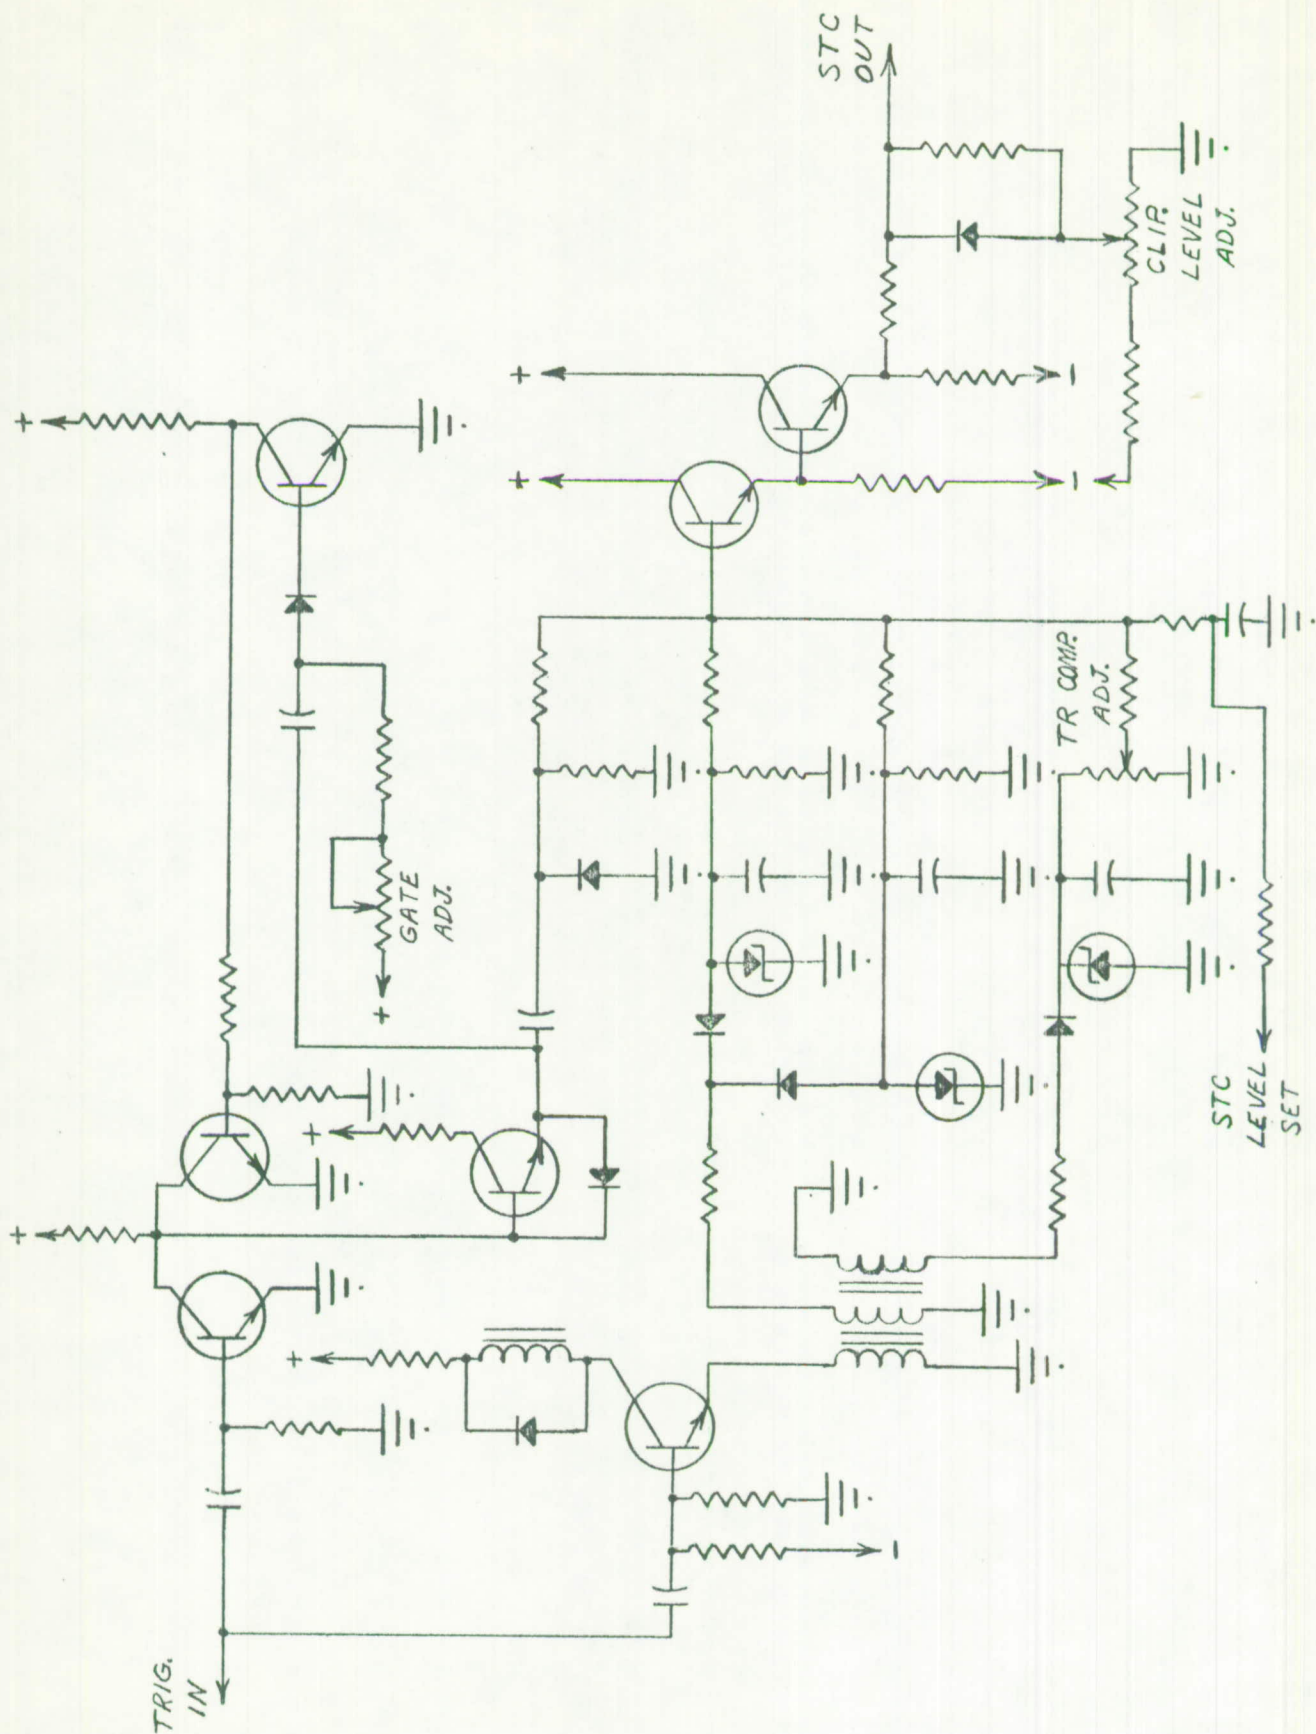 TRIG.
IN
+
+
+
+
GATE
ADJ.
+
+
+
-
-
-
STC
OUT
CLIP.
LEVEL
ADJ.
TR COMP.
ADJ.
STC
LEVEL
SET